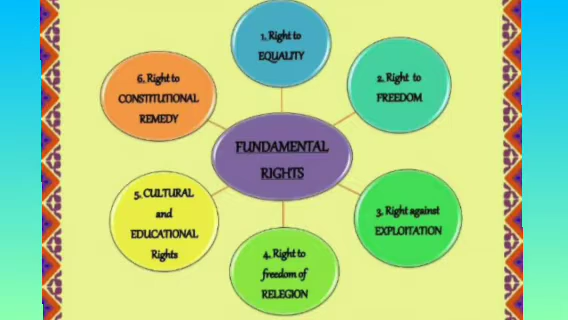 1. Right to
EQUALITY
2. Right to
FREEDOM
3. Right against
EXPLOITATION
4. Right to
freedom of
RELEGION
5. CULTURAL
and
EDUCATIONAL
Rights
6. Right to
CONSTITUTIONAL
REMEDY
FUNDAMENTAL
RIGHTS